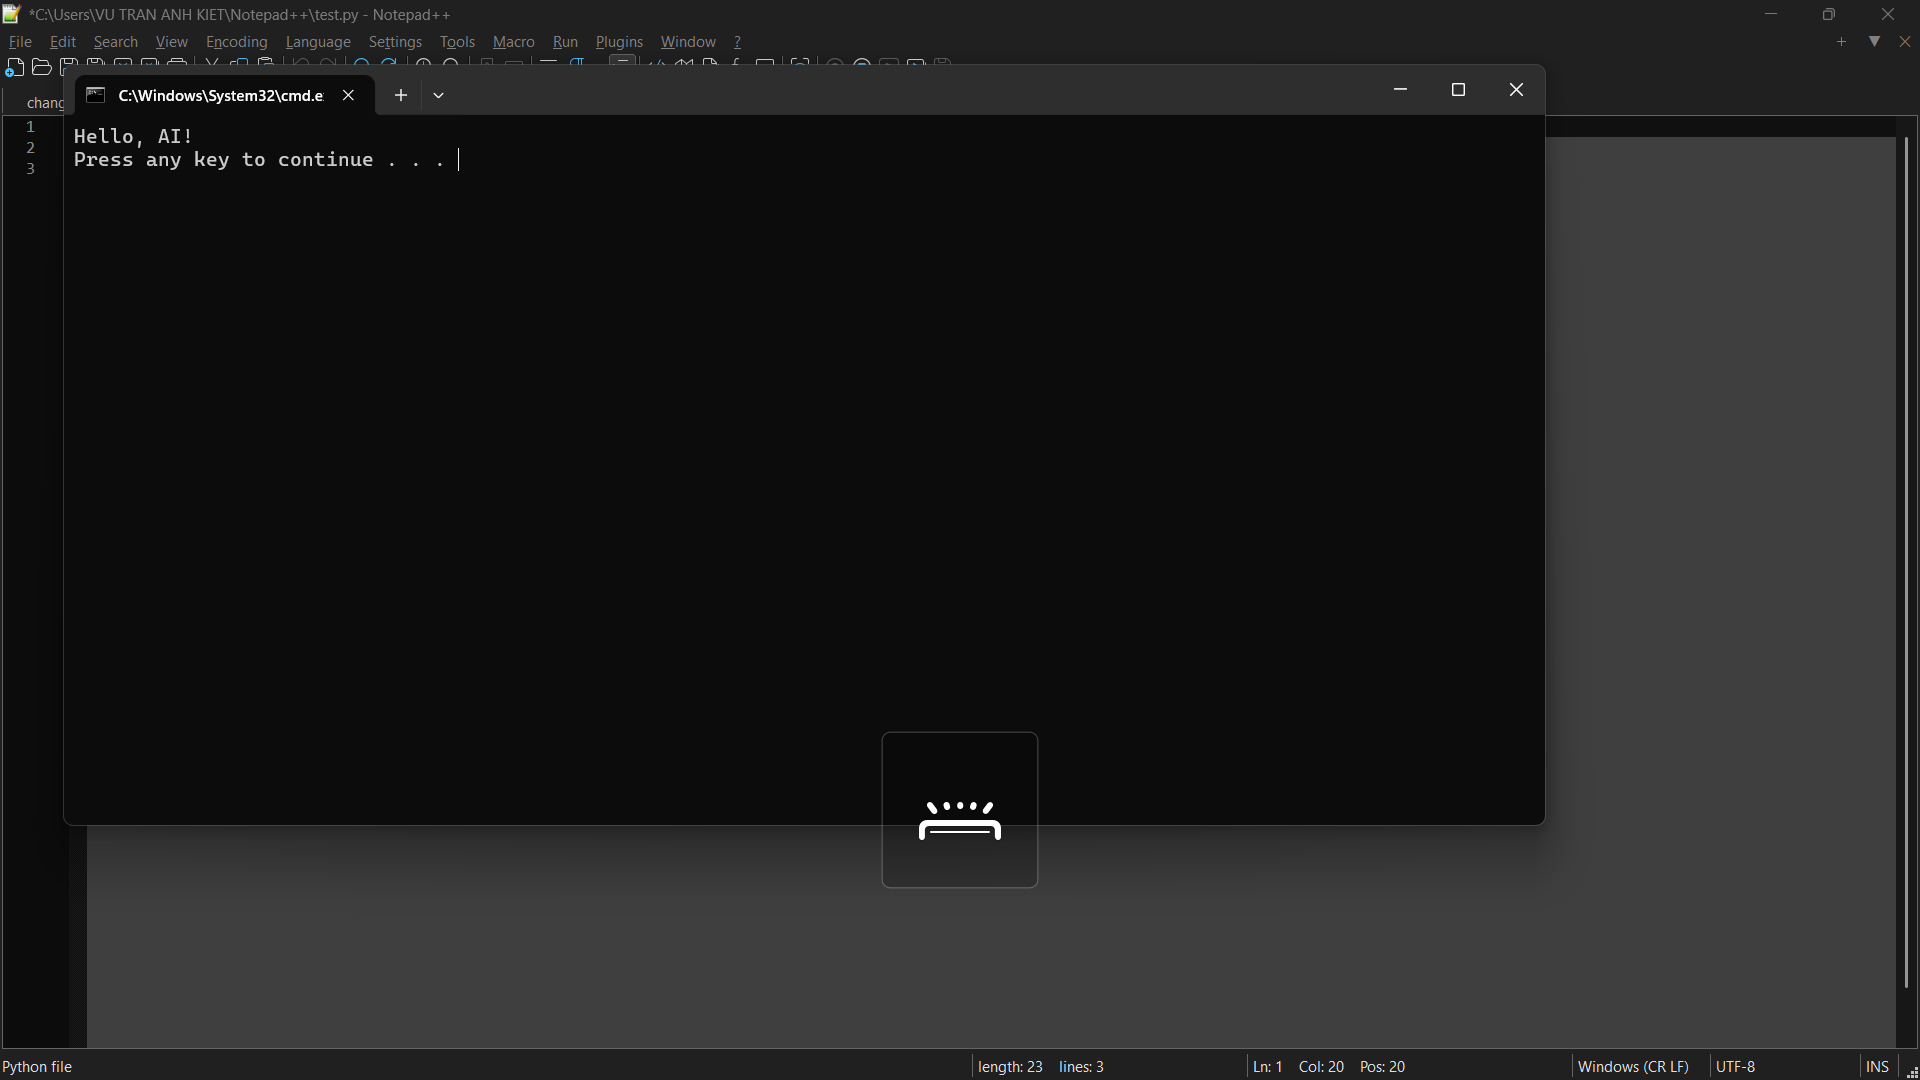 *C:\Users\VU TRAN ANH KIET\Notepad++\test.py - Notepad++
File Edit Search View Encoding Language Settings Tools Macro Run Plugins Window ?
C:\Windows\System32\cmd.e
chang
1
2
3
Hello, AI!
Press any key to continue . . .
Python file length: 23 lines: 3 Ln: 1 Col: 20 Pos: 20 Windows (CR LF) UTF-8 INS